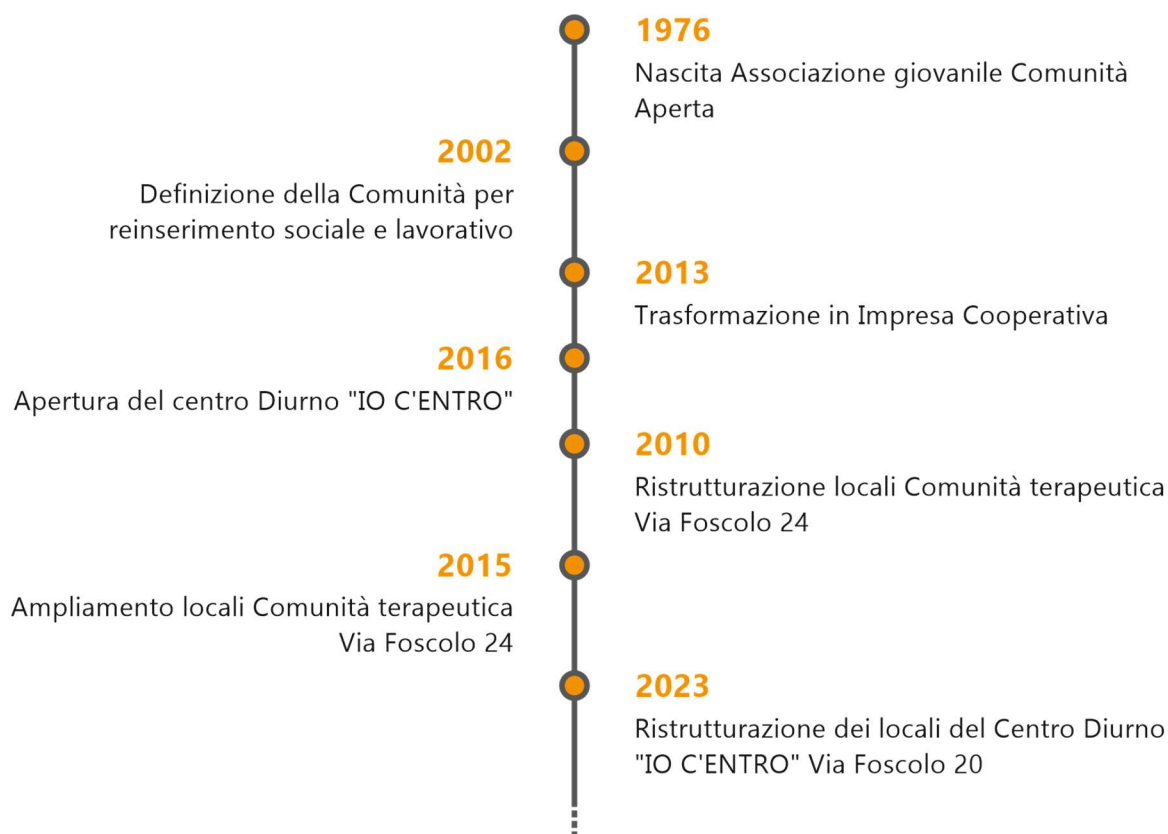 1976
Nascita Associazione giovanile Comunità
Aperta
2002
Definizione della Comunità per
reinserimento sociale e lavorativo
2013
Trasformazione in Impresa Cooperativa
2016
Apertura del centro Diurno "IO C'ENTRO"
2010
Ristrutturazione locali Comunità terapeutica
Via Foscolo 24
2015
Ampliamento locali Comunità terapeutica
Via Foscolo 24
2023
Ristrutturazione dei locali del Centro Diurno
"IO C'ENTRO" Via Foscolo 20